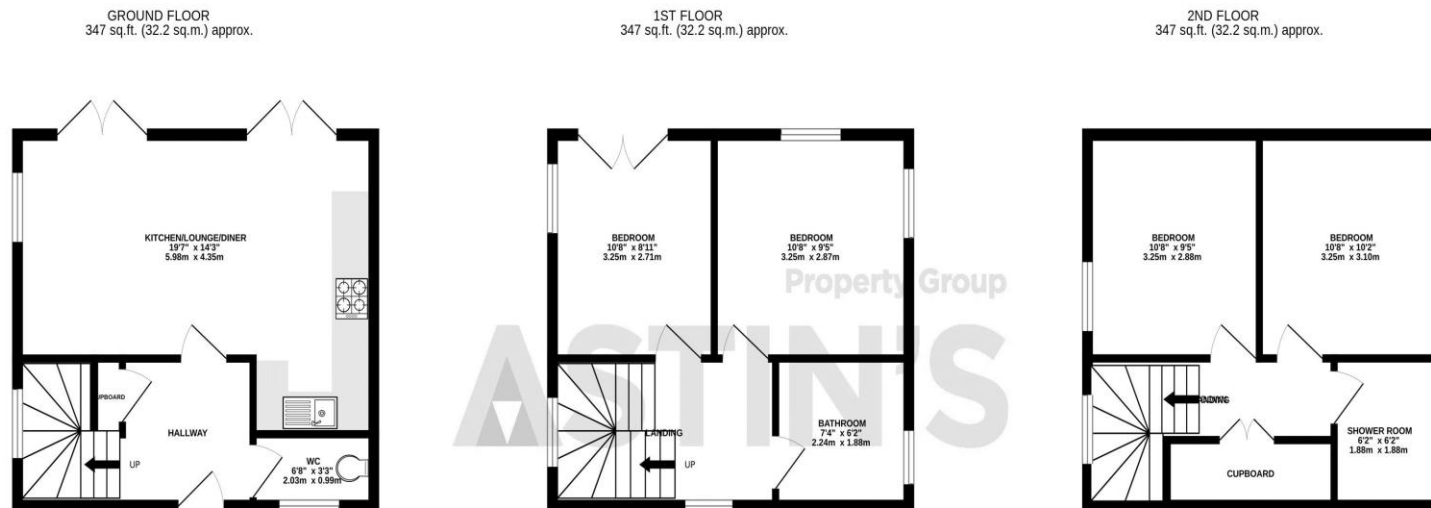 GROUND FLOOR
347 sq.ft. (32.2 sq.m.) approx.
1ST FLOOR
347 sq.ft. (32.2 sq.m.) approx.
2ND FLOOR
347 sq.ft. (32.2 sq.m.) approx.
KITCHEN/LOUNGE/DINER
19'7" x 14'3"
5.98m x 4.35m
UPBOARD
HALLWAY
UP
WC
6'8" x 3'3"
2.03m x 0.99m
BEDROOM
10'8" x 8'11"
3.25m x 2.71m
BEDROOM
10'8" x 9'5"
3.25m x 2.87m
Property Group
ASTIN'S
LANDING
UP
BATHROOM
7'4" x 6'2"
2.24m x 1.88m
BEDROOM
10'8" x 9'5"
3.25m x 2.88m
BEDROOM
10'8" x 10'2"
3.25m x 3.10m
SHOWER ROOM
6'2" x 6'2"
1.88m x 1.88m
CUPBOARD